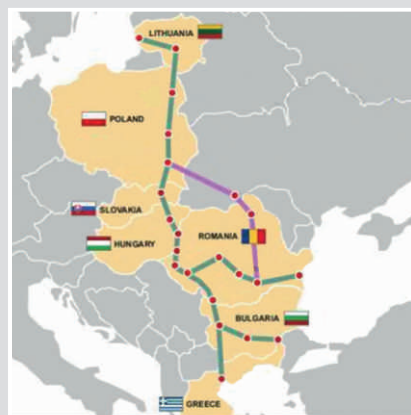 LITHUANIA
POLAND
SLOVAKIA
HUNGARY
ROMANIA
BULGARIA
GREECE